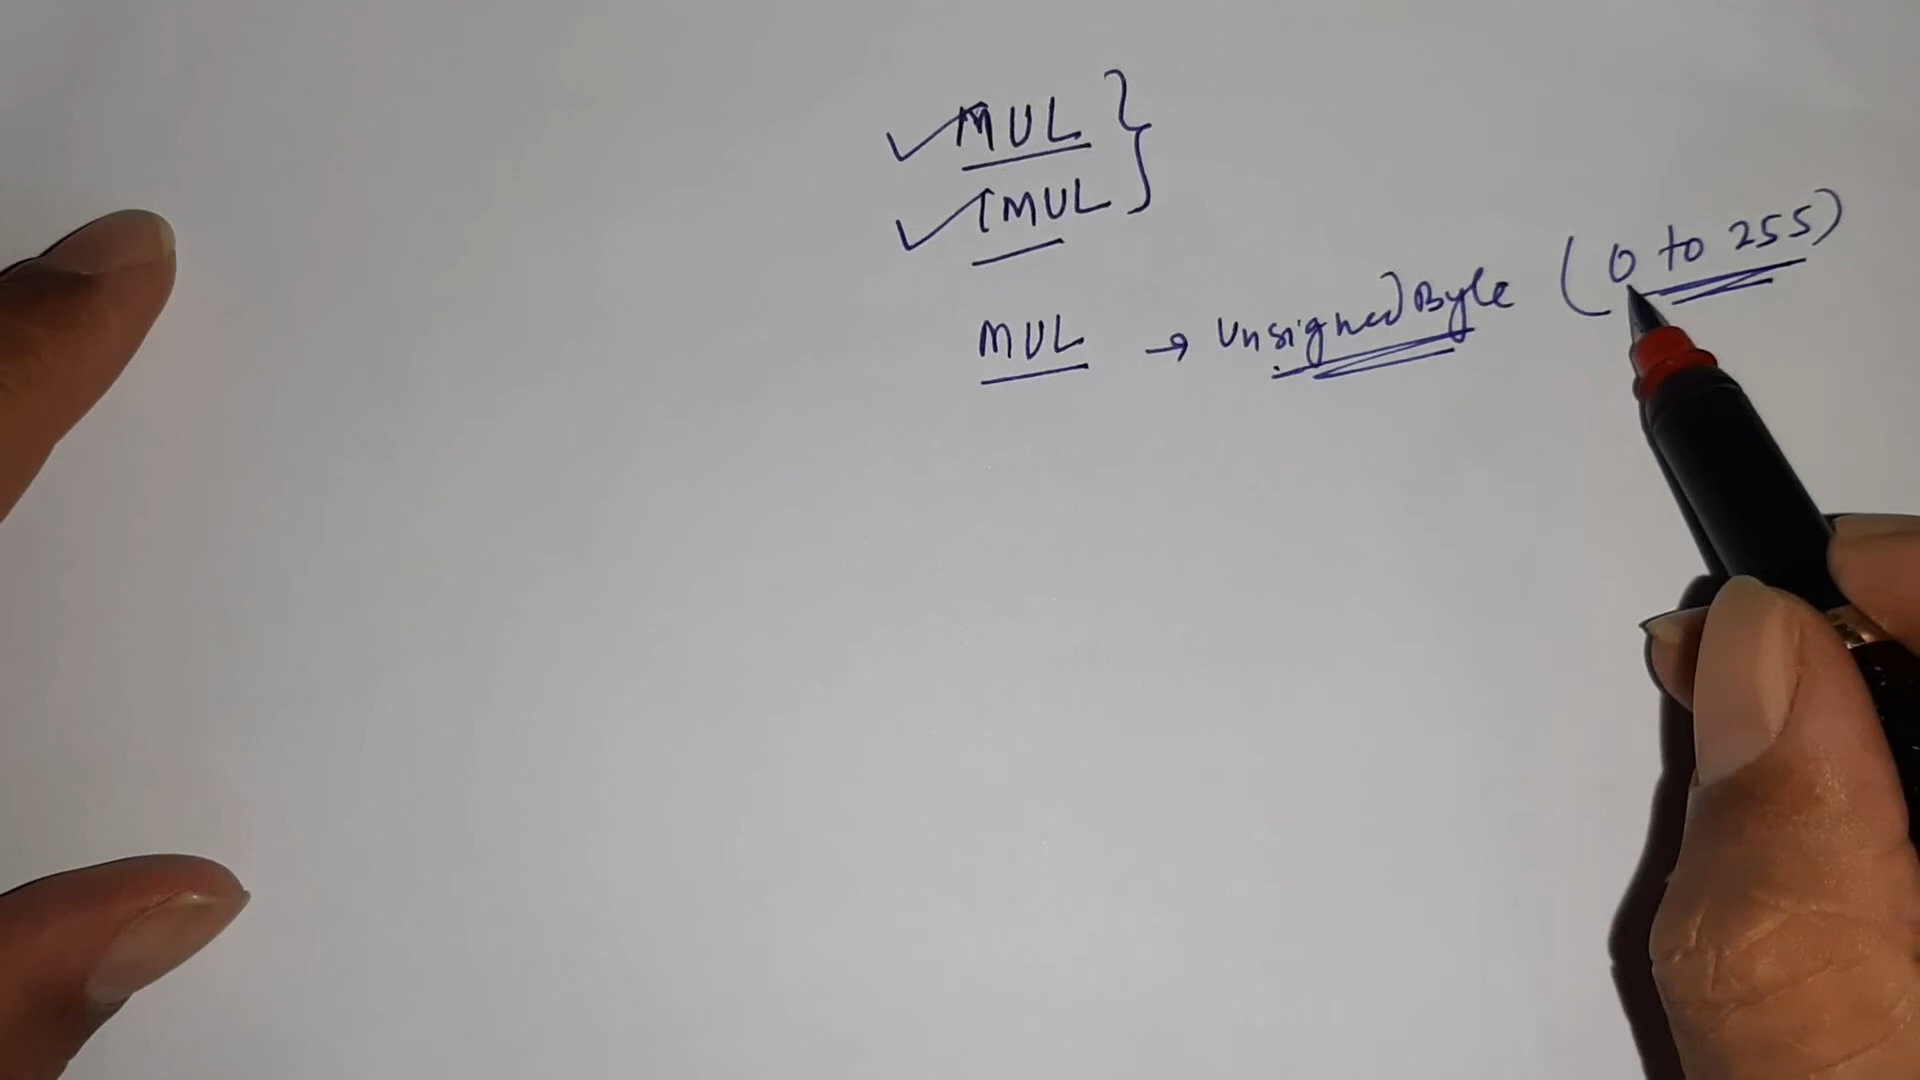 MUL }
IMUL
MUL → Unsigned Byte (0 to 255)